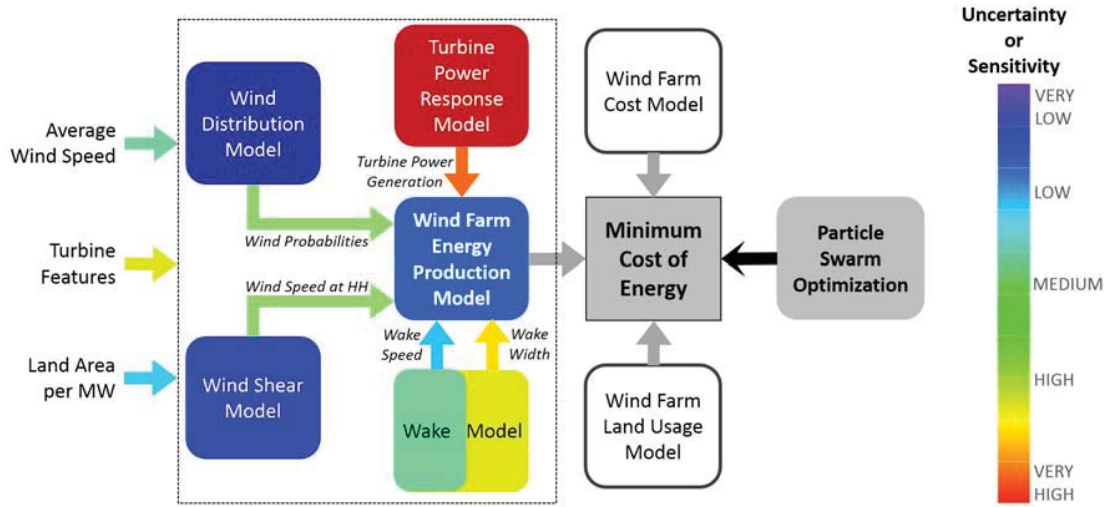 Average
Wind Speed
Turbine
Features
Land Area
per MW
Wind
Distribution
Model
Wind Probabilities
Wind Speed at HH
Wind Shear
Model
Turbine
Power
Response
Model
Turbine Power
Generation
Wind Farm
Energy
Production
Model
Wake
Speed
Wake
Width
Wake Model
Wind Farm
Cost Model
Minimum
Cost of
Energy
Wind Farm
Land Usage
Model
Particle
Swarm
Optimization
Uncertainty
or
Sensitivity
VERY
LOW
LOW
MEDIUM
HIGH
VERY
HIGH